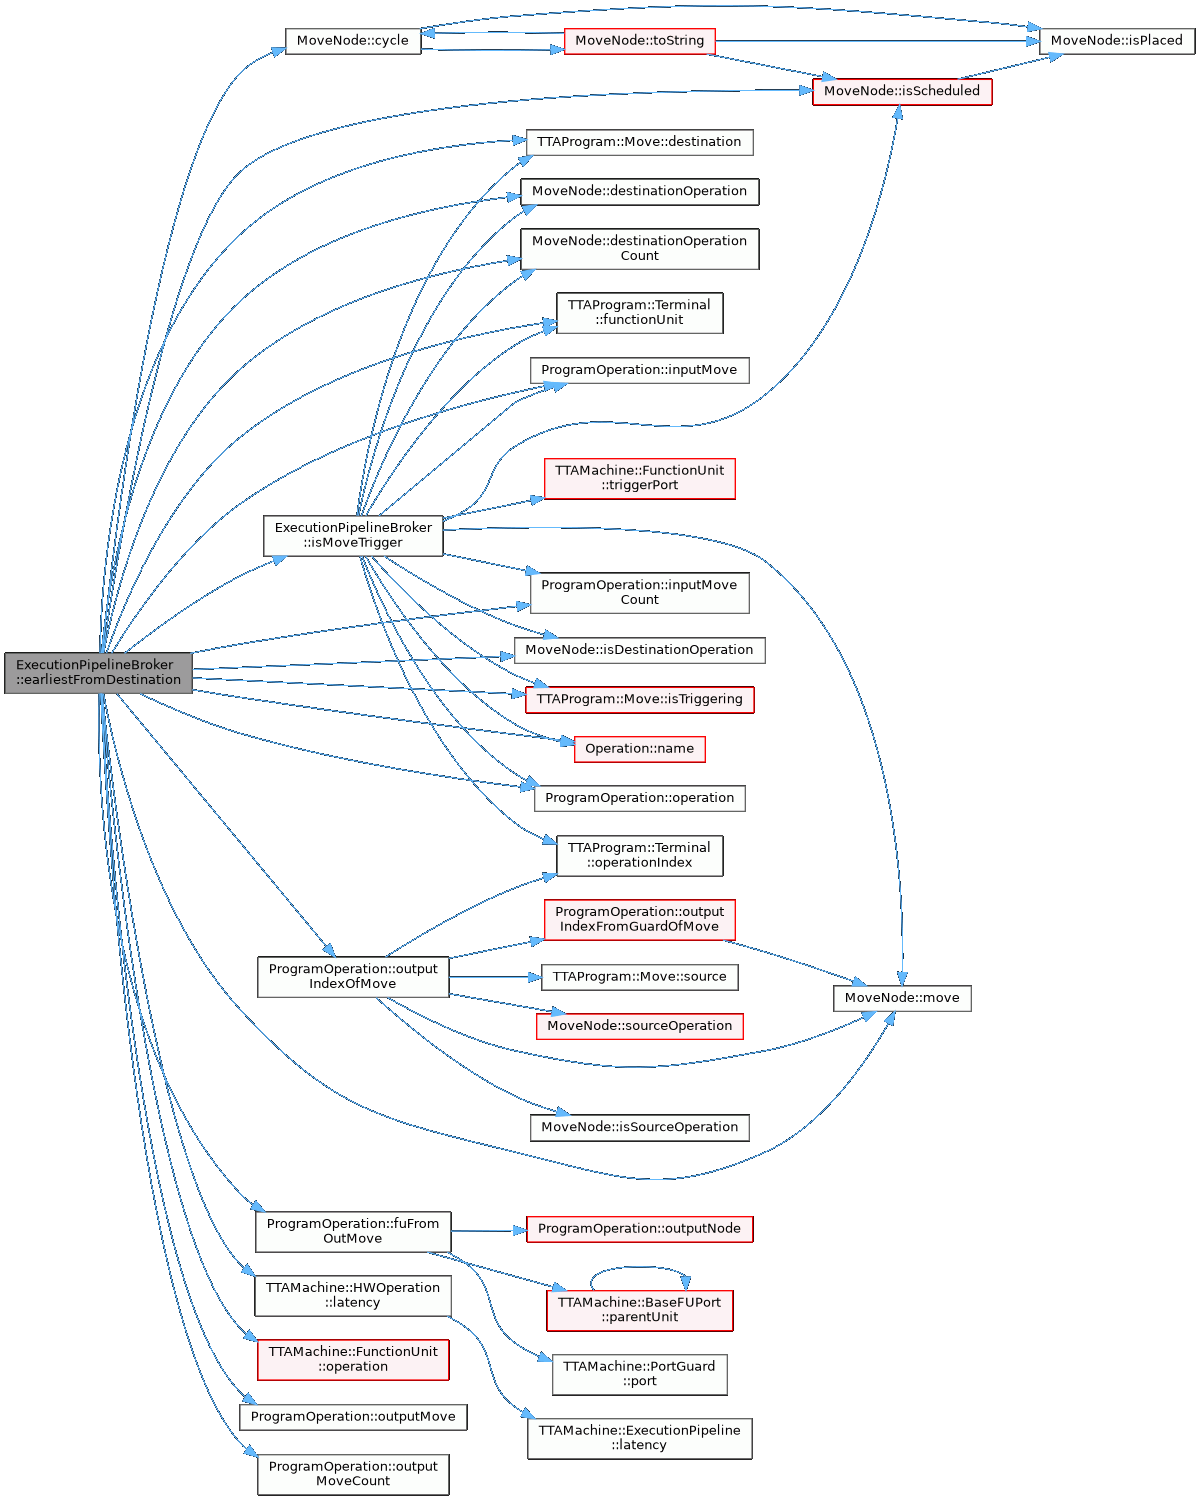 MoveNode::cycle
MoveNode::toString
MoveNode::isPlaced
MoveNode::isScheduled
TTAProgram::Move::destination
MoveNode::destinationOperation
MoveNode::destinationOperation
Count
TTAProgram::Terminal
::functionUnit
ProgramOperation::inputMove
TTAMachine::FunctionUnit
::triggerPort
ExecutionPipelineBroker
::isMoveTrigger
ProgramOperation::inputMove
Count
MoveNode::isDestinationOperation
ExecutionPipelineBroker
::earliestFromDestination
TTAProgram::Move::isTriggering
Operation::name
ProgramOperation::operation
TTAProgram::Terminal
::operationIndex
ProgramOperation::output
IndexFromGuardOfMove
ProgramOperation::output
IndexOfMove
TTAProgram::Move::source
MoveNode::move
MoveNode::sourceOperation
MoveNode::isSourceOperation
ProgramOperation::fuFrom
OutMove
ProgramOperation::outputNode
TTAMachine::HWOperation
::latency
TTAMachine::BaseFUPort
::parentUnit
TTAMachine::FunctionUnit
::operation
TTAMachine::PortGuard
::port
ProgramOperation::outputMove
TTAMachine::ExecutionPipeline
::latency
ProgramOperation::output
MoveCount